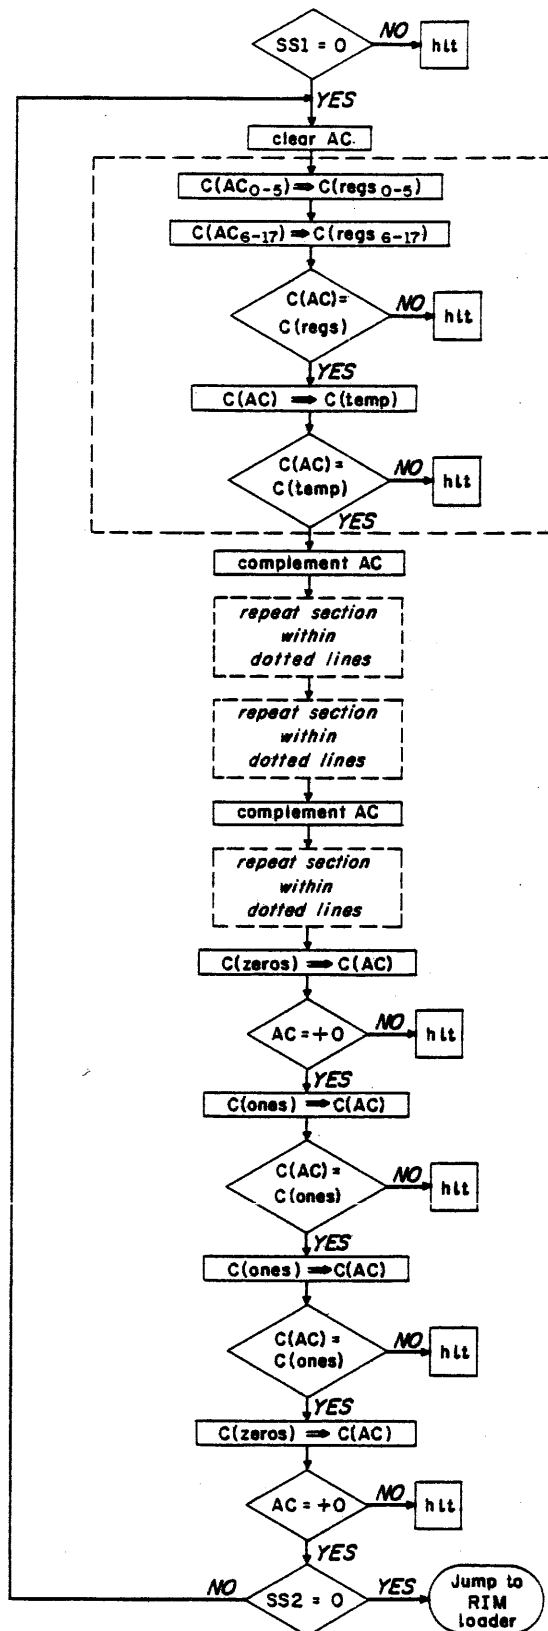 SS1 = 0
NO
hlt
YES
clear AC.
C(AC0-5) ⇒ C(regs 0-5)
C(AC6-17) ⇒ C(regs 6-17)
C(AC)=
C(regs)
NO
hlt
YES
C(AC) ⇒ C(temp)
C(AC)=
C(temp)
NO
hlt
YES
complement AC
repeat section
within
dotted lines
repeat section
within
dotted lines
complement AC
repeat section
within
dotted lines
C(zeros) ⇒ C(AC)
AC = +0
NO
hlt
YES
C(ones) ⇒ C(AC)
C(AC)=
C(ones)
NO
hlt
YES
C(ones) ⇒ C(AC)
C(AC)=
C(ones)
NO
hlt
YES
C(zeros) ⇒ C(AC)
AC = +0
NO
hlt
YES
NO
SS2 = 0
YES
Jump to
RIM
loader